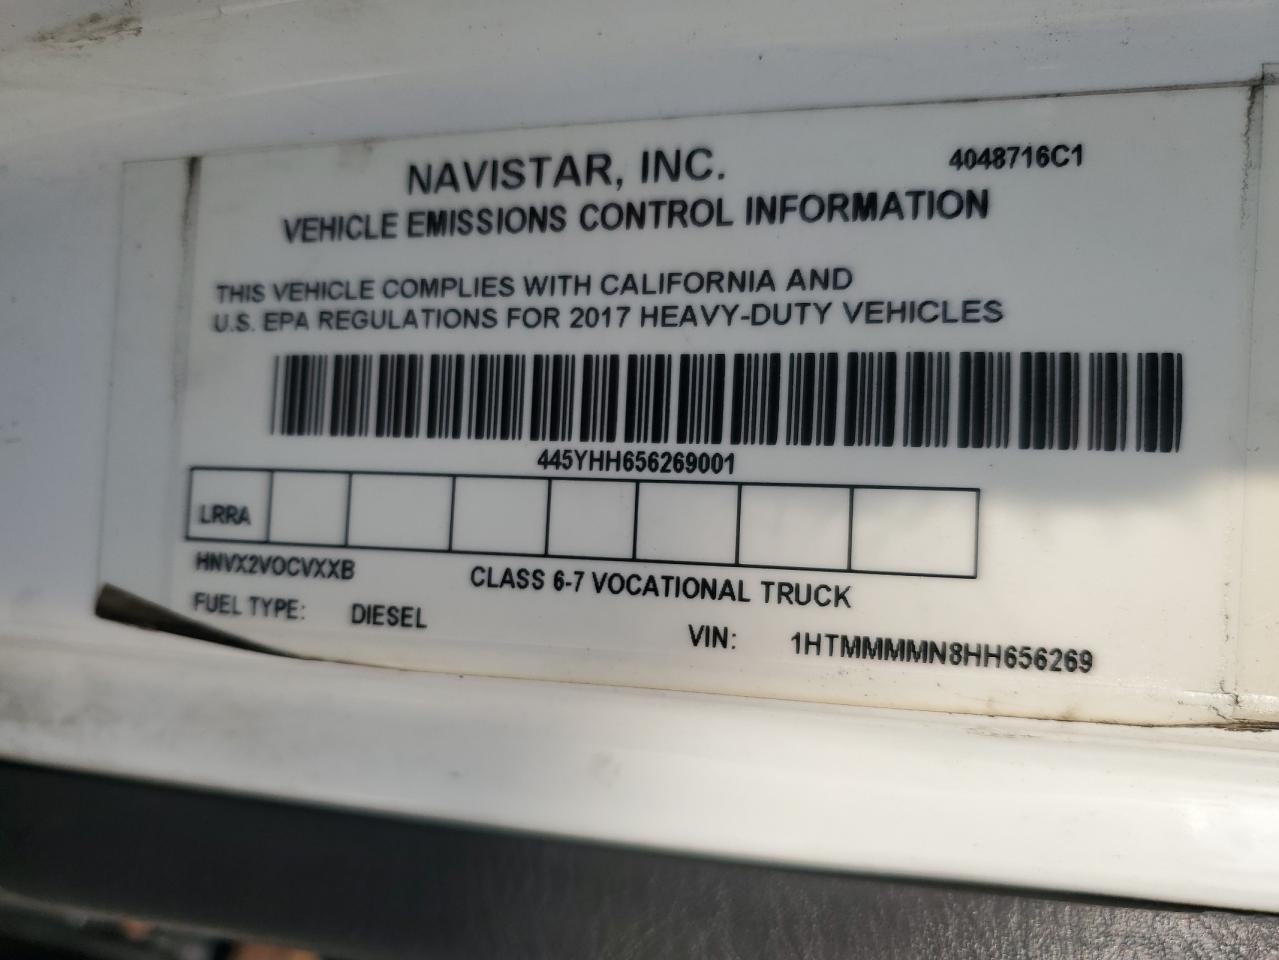 NAVISTAR, INC.
4048716C1
VEHICLE EMISSIONS CONTROL INFORMATION
THIS VEHICLE COMPLIES WITH CALIFORNIA AND
U.S. EPA REGULATIONS FOR 2017 HEAVY-DUTY VEHICLES
445YHH656269001
LRRA
HNVX2VOCVXXB
CLASS 6-7 VOCATIONAL TRUCK
FUEL TYPE: DIESEL
VIN: 1HTMMMMN8HH656269